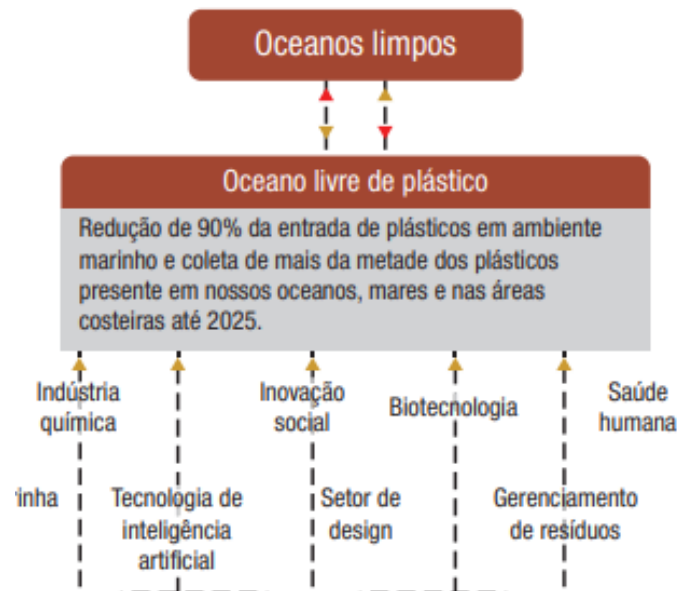 Oceanos limpos
Oceano livre de plástico
Redução de 90% da entrada de plásticos em ambiente
marinho e coleta de mais da metade dos plásticos
presente em nossos oceanos, mares e nas áreas
costeiras até 2025.
Indústria
química
Inovação
social
Biotecnologia
Saúde
humana
Tecnologia de
inteligência
artificial
Setor de
design
Gerenciamento
de resíduos